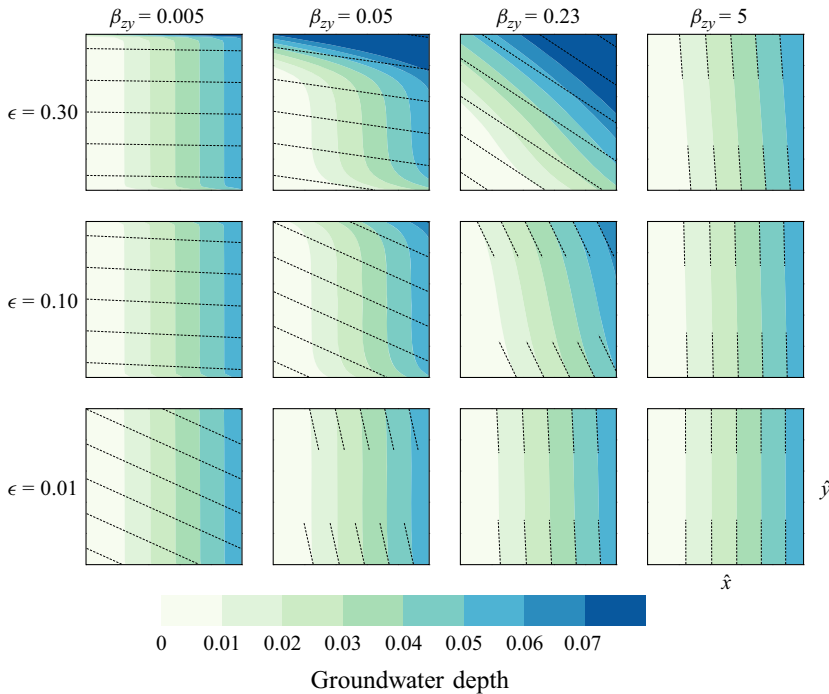 β_zy = 0.005 β_zy = 0.05 β_zy = 0.23 β_zy = 5
ϵ = 0.30
ϵ = 0.10
ϵ = 0.01
ŷ
x̂
0 0.01 0.02 0.03 0.04 0.05 0.06 0.07
Groundwater depth